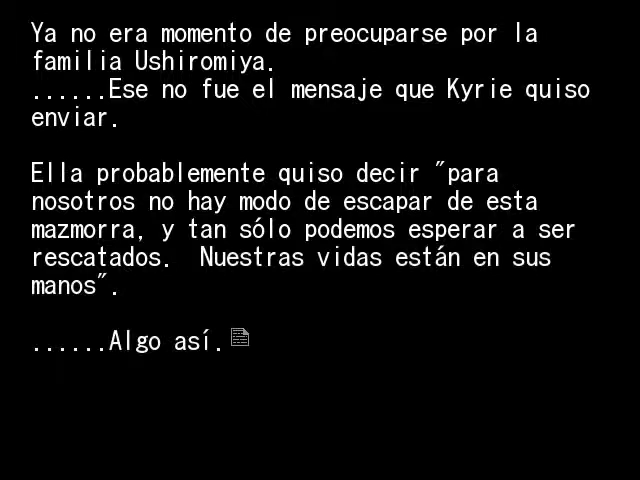 Ya no era momento de preocuparse por la
familia Ushiromiya.
......Ese no fue el mensaje que Kyrie quiso
enviar.
Ella probablemente quiso decir "para
nosotros no hay modo de escapar de esta
mazmorra, y tan sólo podemos esperar a ser
rescatados.  Nuestras vidas están en sus
manos".
......Algo así.